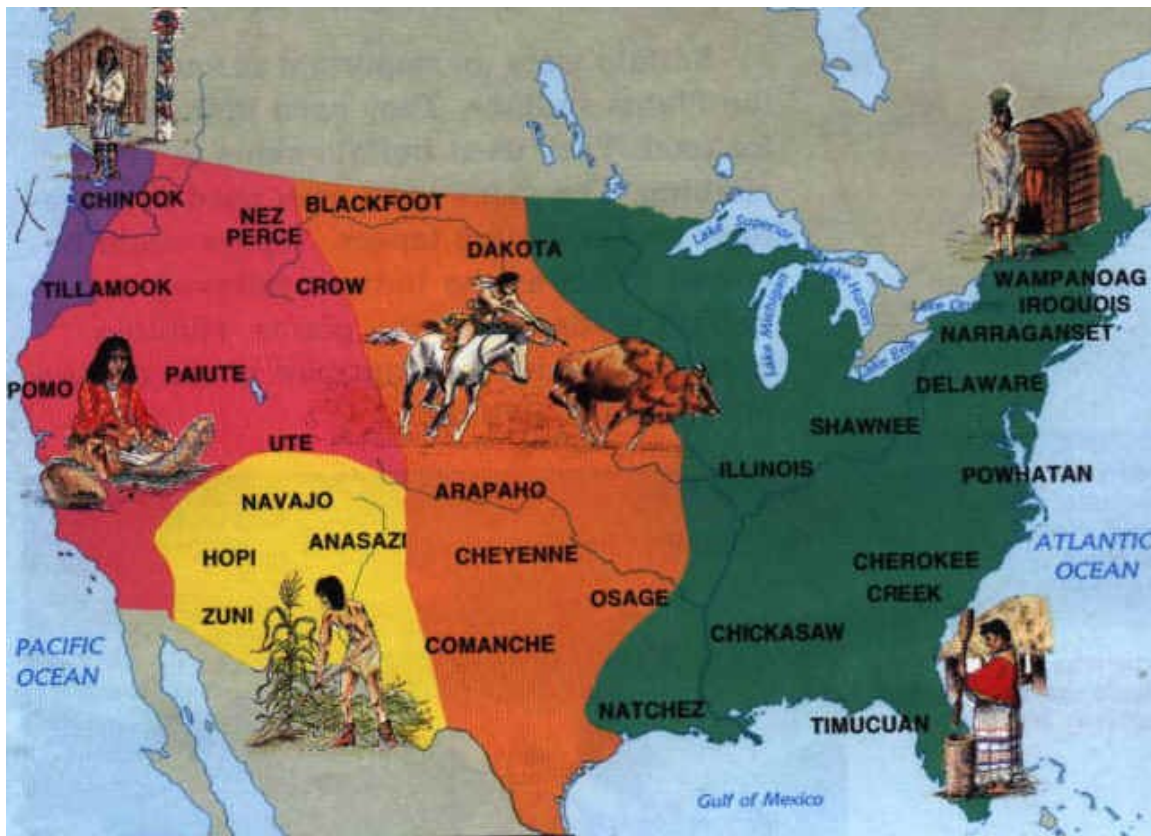 CHINOOK
NEZ
PERCE
BLACKFOOT
DAKOTA
Lake Superior
TILLAMOOK
CROW
Lake Michigan
Lake Huron
WAMPANOAG
IROQUOIS
NARRAGANSET
Lake Erie
POMO
PAIUTE
DELAWARE
SHAWNEE
UTE
ILLINOIS
POWHATAN
NAVAJO
ARAPAHO
ANASAZI
HOPI
CHEYENNE
CHEROKEE
ATLANTIC
OCEAN
OSAGE
CREEK
ZUNI
COMANCHE
CHICKASAW
PACIFIC
OCEAN
NATCHEZ
TIMUCUAN
Gulf of Mexico